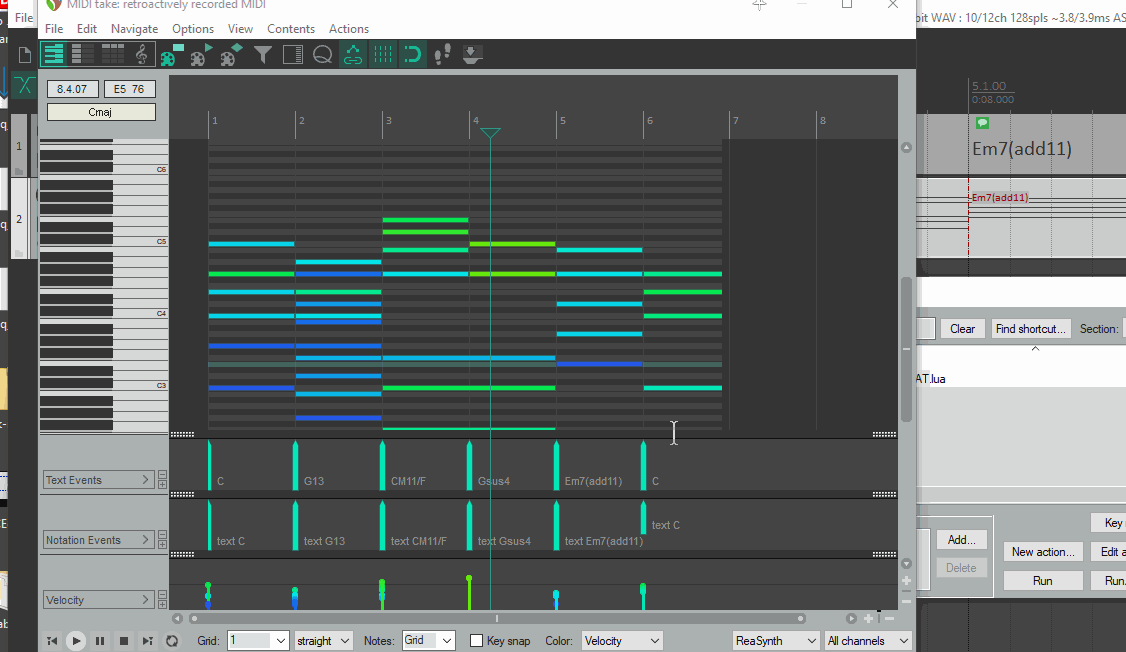 MIDI take: retroactively recorded MIDI
File
File Edit Navigate Options View Contents Actions
bit WAV : 10/12ch 128spls ~3.8/3.9ms AS
8.4.07 E5 76
Cmaj
1 2 3 4 5 6 7 8
5.1.00
0:08.000
1
Em7(add11)
C6
2
Em7(add11)
C5
C4
Clear Find shortcut... Section:
C3
AT.lua
Text Events
C G13 CM11/F Gsus4 Em7(add11) C
Notation Events
text C text G13 text CM11/F text Gsus4 text Em7(add11) text C
Key
Add... New action... Edit a
Delete
Run Run.
Velocity
Grid: 1 straight Notes: Grid Key snap Color: Velocity ReaSynth All channels